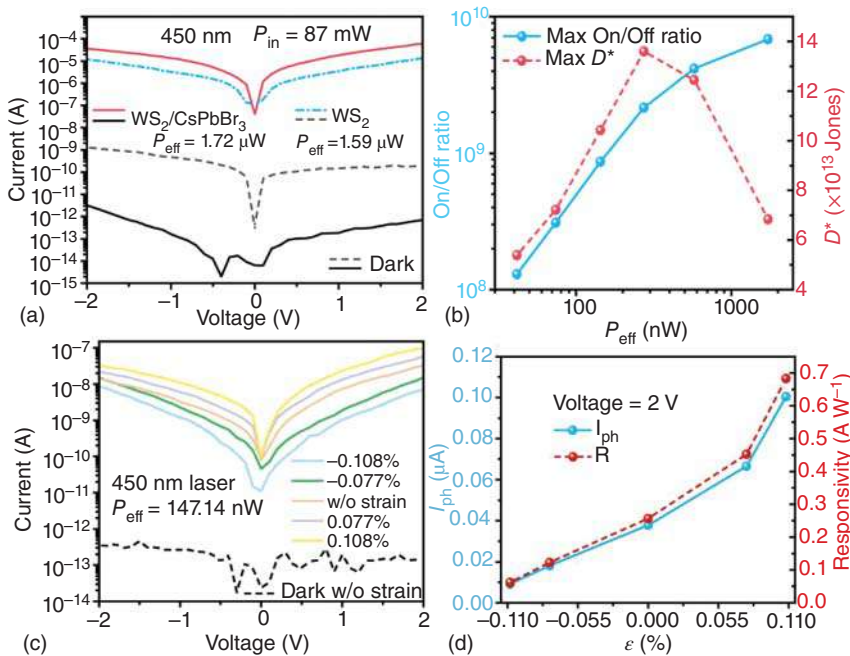 450 nm P_in = 87 mW
10⁻³
10⁻⁴
10⁻⁵
10⁻⁶
10⁻⁷
10⁻⁸
10⁻⁹
10⁻¹⁰
10⁻¹¹
10⁻¹²
10⁻¹³
10⁻¹⁴
10⁻¹⁵
Current (A)
WS₂/CsPbBr₃ WS₂
P_eff = 1.72 μW P_eff = 1.59 μW
Dark
−2 −1 0 1 2
(a) Voltage (V)
10¹⁰
10⁹
10⁸
On/Off ratio
Max On/Off ratio
Max D*
14
12
10
8
6
4
D* (×10¹³ Jones)
100 1000
(b) P_eff (nW)
10⁻⁷
10⁻⁸
10⁻⁹
10⁻¹⁰
10⁻¹¹
10⁻¹²
10⁻¹³
10⁻¹⁴
Current (A)
450 nm laser
P_eff = 147.14 nW
−0.108%
−0.077%
w/o strain
0.077%
0.108%
Dark w/o strain
−2 −1 0 1 2
(c) Voltage (V)
0.12
0.10
0.08
0.06
0.04
0.02
0.00
I_ph (μA)
Voltage = 2 V
I_ph
R
0.7
0.6
0.5
0.4
0.3
0.2
0.1
0.0
Responsivity (A W⁻¹)
−0.110 −0.055 0.000 0.055 0.110
(d) ε (%)